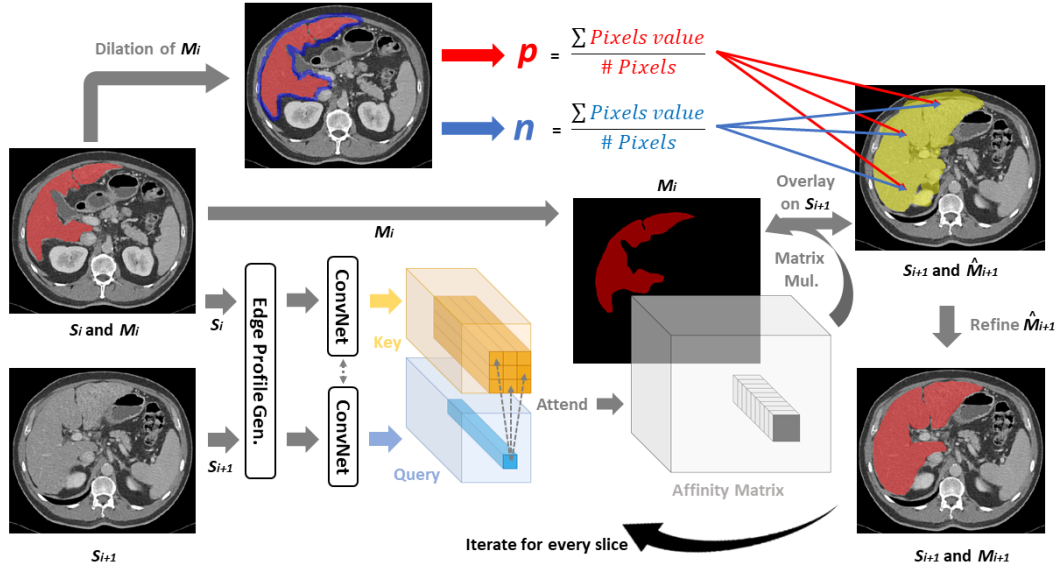 Dilation of Mi
p = ∑ Pixels value / # Pixels
n = ∑ Pixels value / # Pixels
Mi
Overlay
on Si+1
Mi
Matrix
Mul.
Si+1 and M̂i+1
Si and Mi
Si
Edge Profile Gen.
ConvNet
Key
Refine M̂i+1
Attend
Si+1
ConvNet
Query
Affinity Matrix
Iterate for every slice
Si+1
Si+1 and Mi+1